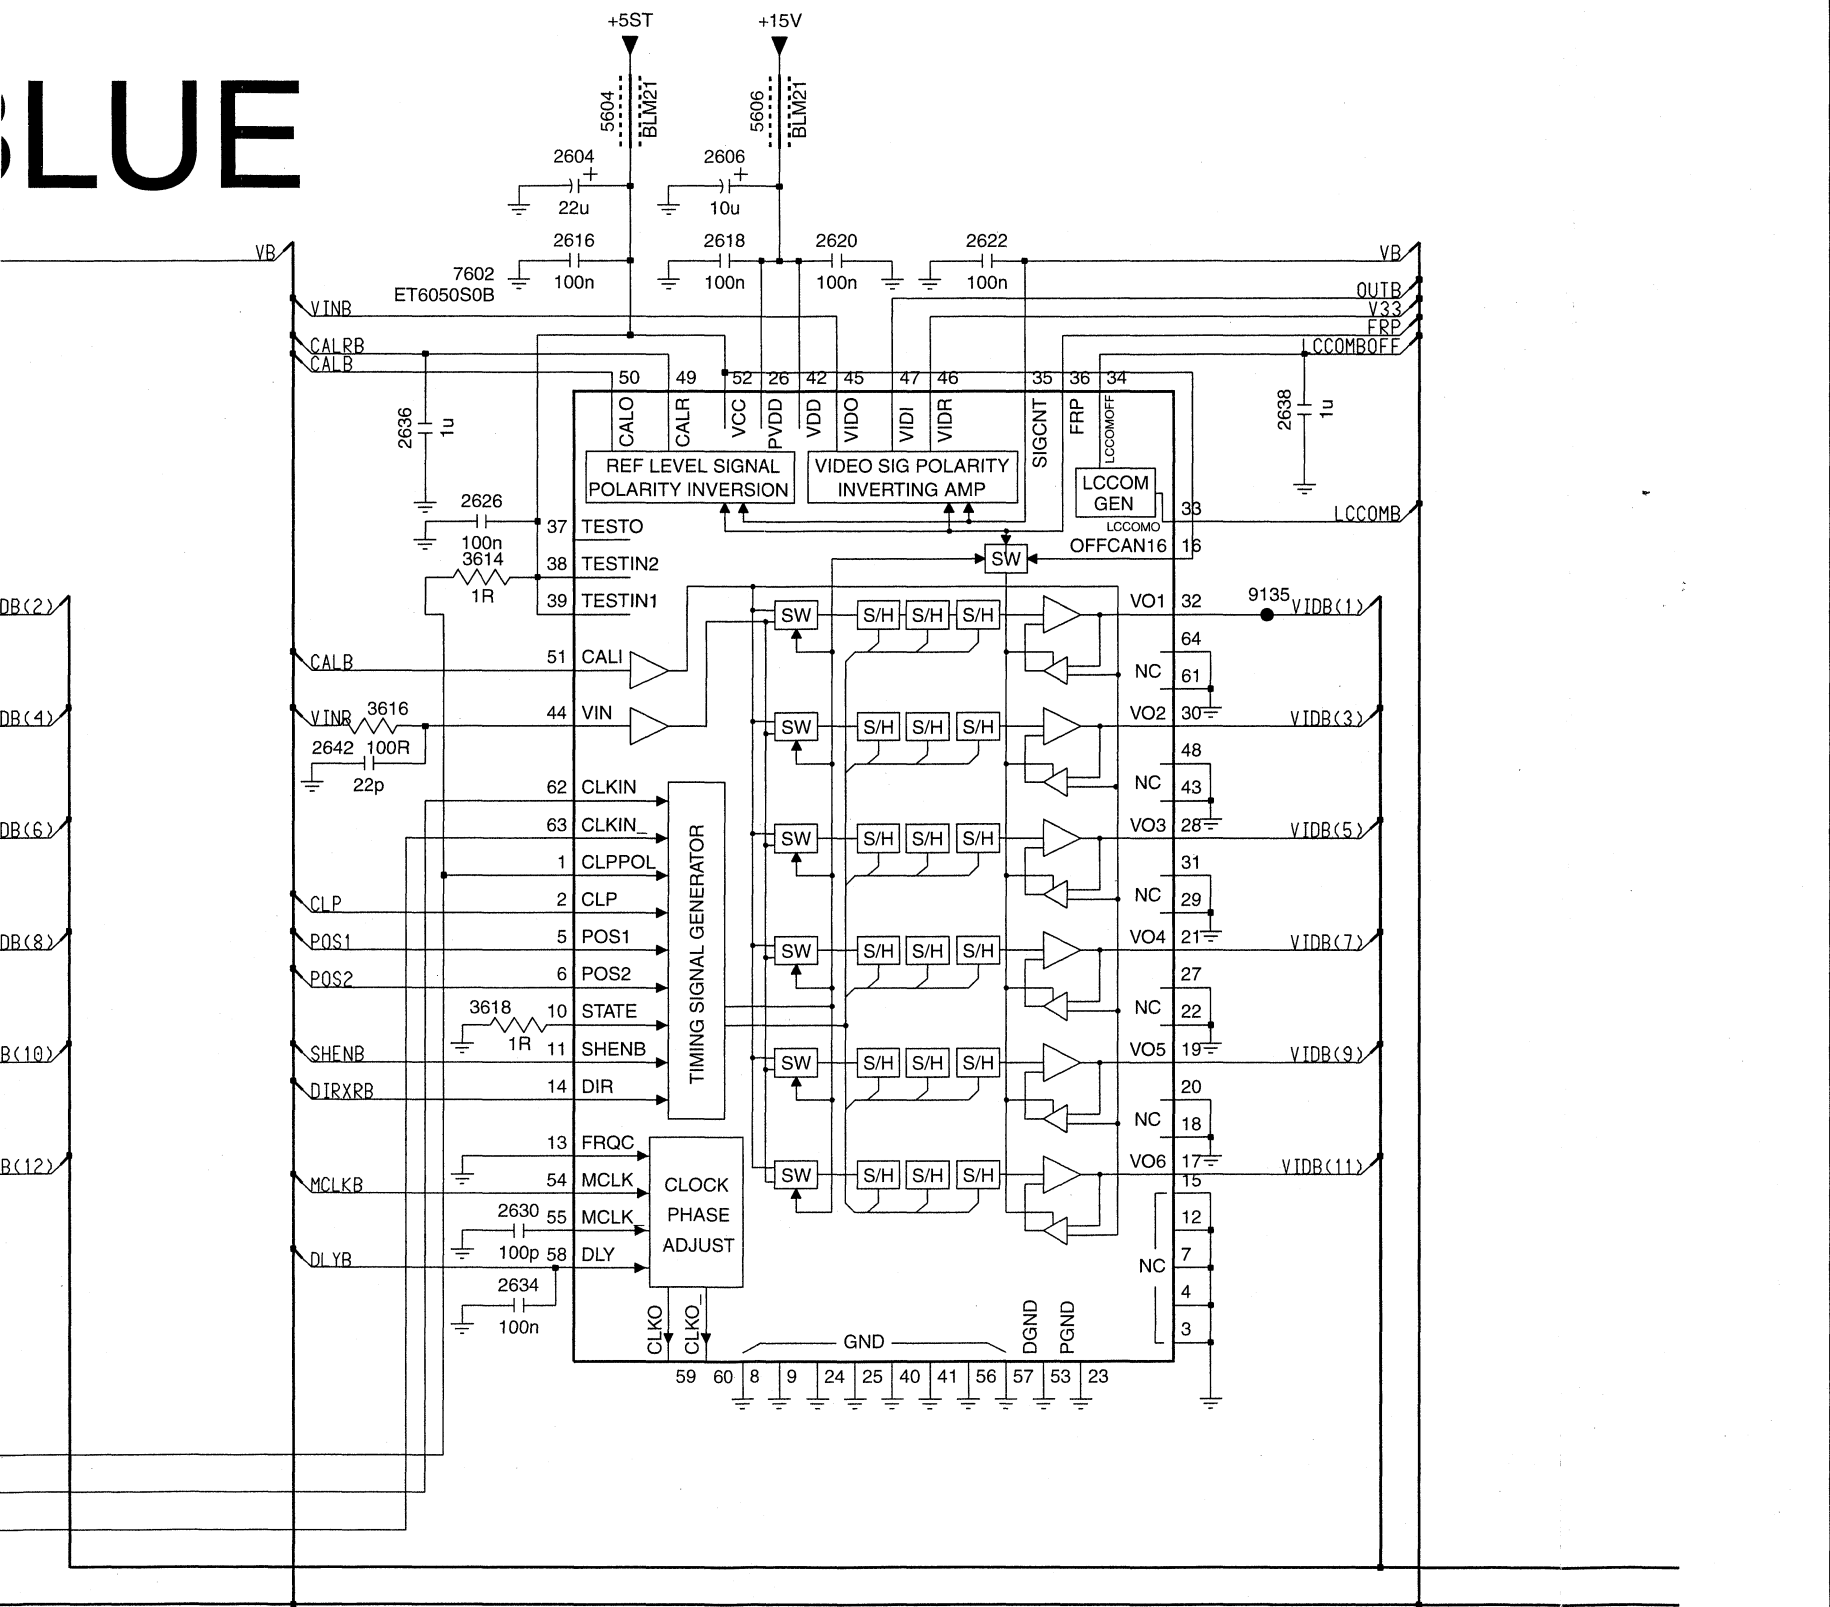 +5ST
+15V
BLUE
5604
BLM21
5606
BLM21
2604
+
22u
2606
+
10u
2616
100n
2618
100n
2620
100n
2622
100n
7602
ET6050S0B
VB
VINB
CALRB
CALB
VB
OUTB
V33
FRP
LCCOMBOFF
50
49
52
26
42
45
47
46
35
36
34
CALO
CALR
VCC
PVDD
VDD
VIDO
VIDI
VIDR
SIGCNT
FRP
LCCOMOFF
2636
1u
2638
1u
REF LEVEL SIGNAL
POLARITY INVERSION
VIDEO SIG POLARITY
INVERTING AMP
LCCOM
GEN
LCCOMO
33
LCCOMB
OFFCAN16
16
2626
100n
3614
1R
37 TESTO
38 TESTIN2
39 TESTIN1
SW
DB(2)
DB(4)
DB(6)
DB(8)
B(10)
B(12)
CALB
51 CALI
VINB
3616
100R
2642
22p
44 VIN
62 CLKIN
63 CLKIN_
1 CLPPOL
CLP
2 CLP
POS1
5 POS1
POS2
6 POS2
3618
1R
10 STATE
SHENB
11 SHENB
DIRXRB
14 DIR
TIMING SIGNAL GENERATOR
13 FRQC
MCLKB
54 MCLK
2630
100p
55 MCLK_
DLYB
58 DLY
2634
100n
CLOCK
PHASE
ADJUST
CLKO
CLKO_
SW S/H S/H S/H VO1 32
9135
VIDB(1)
64
NC
61
SW S/H S/H S/H VO2 30
VIDB(3)
48
NC
43
SW S/H S/H S/H VO3 28
VIDB(5)
31
NC
29
SW S/H S/H S/H VO4 21
VIDB(7)
27
NC
22
SW S/H S/H S/H VO5 19
VIDB(9)
20
NC
18
SW S/H S/H S/H VO6 17
VIDB(11)
15
12
7
NC
4
3
GND
DGND
PGND
59 60 8 9 24 25 40 41 56 57 53 23